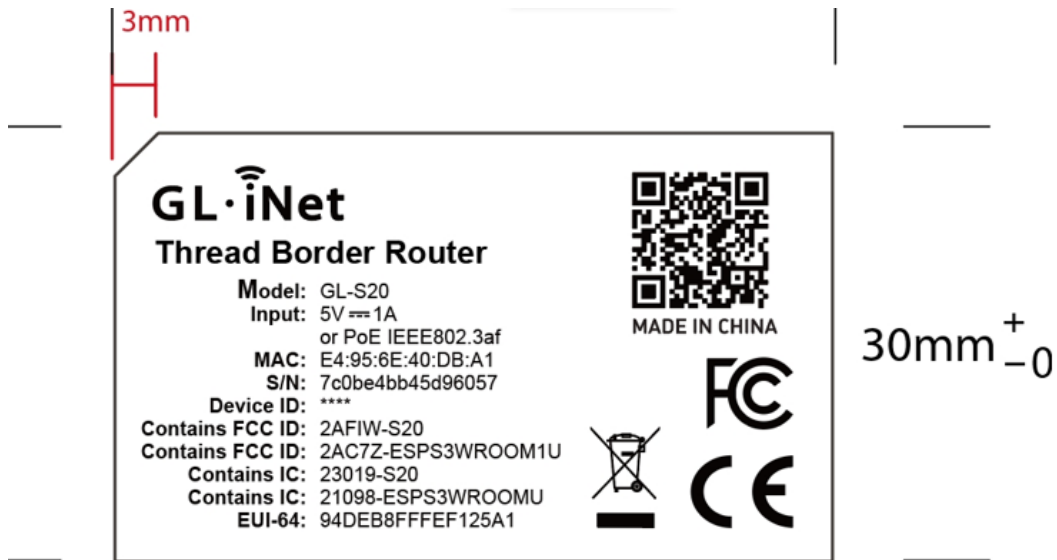 3mm
GL·iNet
Thread Border Router
Model: GL-S20
Input: 5V⎓1A
or PoE IEEE802.3af
MAC: E4:95:6E:40:DB:A1
S/N: 7c0be4bb45d96057
Device ID: ****
Contains FCC ID: 2AFIW-S20
Contains FCC ID: 2AC7Z-ESPS3WROOM1U
Contains IC: 23019-S20
Contains IC: 21098-ESPS3WROOMU
EUI-64: 94DEB8FFFEF125A1
MADE IN CHINA
FC
CE
30mm + −0